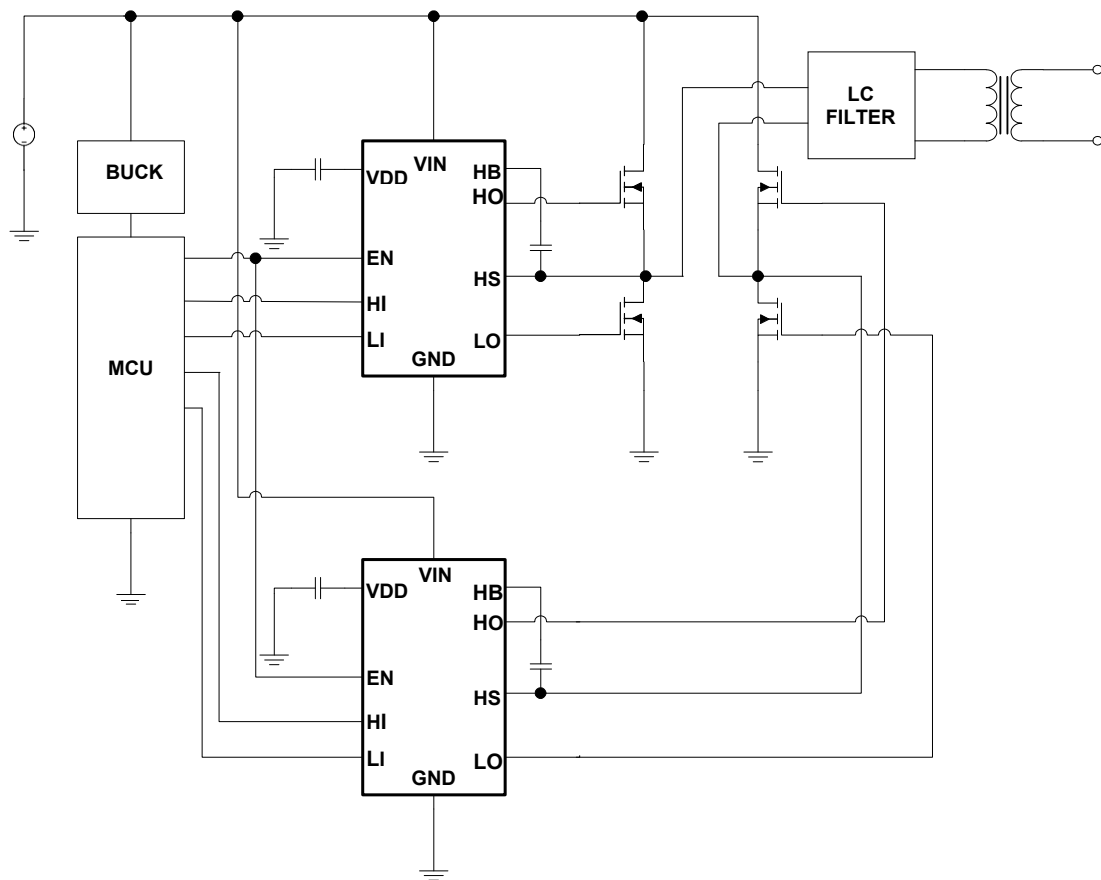 LC
FILTER
BUCK
VIN
VDD
HB
HO
EN
HS
HI
LI
LO
GND
MCU
VIN
VDD
HB
HO
EN
HS
HI
LI
LO
GND